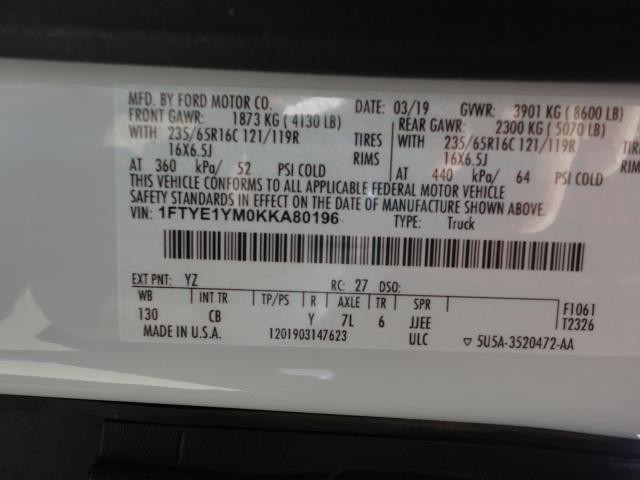 MFD. BY FORD MOTOR CO. DATE: 03/19 GVWR: 3901 KG ( 8600 LB)
FRONT GAWR: 1873 KG ( 4130 LB) REAR GAWR: 2300 KG ( 5070 LB)
WITH 235/65R16C 121/119R TIRES WITH 235/65R16C 121/119R
16X6.5J RIMS 16X6.5J
AT 360 kPa/ 52 PSI COLD AT 440 kPa/ 64 PSI COLD
THIS VEHICLE CONFORMS TO ALL APPLICABLE FEDERAL MOTOR VEHICLE
SAFETY STANDARDS IN EFFECT ON THE DATE OF MANUFACTURE SHOWN ABOVE.
VIN: 1FTYE1YM0KKA80196 TYPE: Truck
EXT PNT: YZ RC: 27 DSO:
WB INT TR TP/PS R AXLE TR SPR F1061
130 CB Y 7L 6 JJEE T2326
MADE IN U.S.A. 1201903147623 ULC ▽ 5U5A-3520472-AA